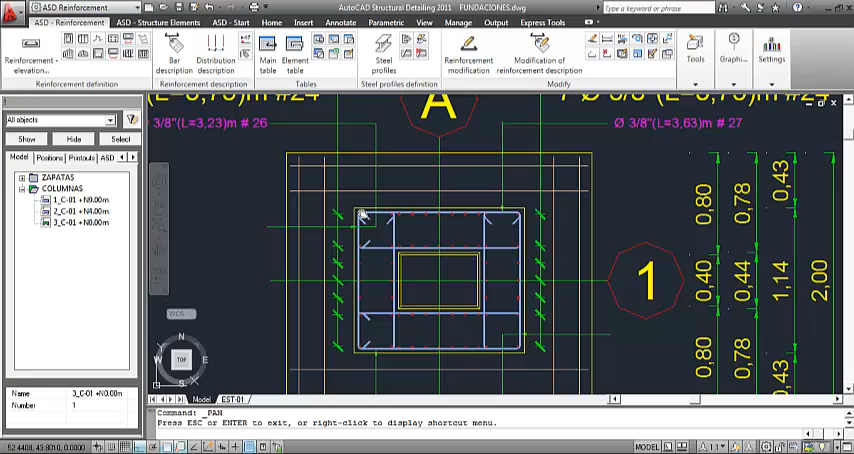 ASD Reinforcement
AutoCAD Structural Detailing 2011 FUNDACIONES.dwg
Type a keyword or phrase
ASD - Reinforcement
ASD - Structure Elements
ASD - Start
Home
Insert
Annotate
Parametric
View
Manage
Output
Express Tools
Reinforcement - elevation...
Bar description
Distribution description
Main table
Element table
Steel profiles
Reinforcement modification
Modification of reinforcement description
Tools
Graphi...
Settings
Reinforcement definition
Reinforcement description
Tables
Steel profiles definition
Modify
All objects
Show
Hide
Select
Model
Positions
Printouts
ASD
ZAPATAS
COLUMNAS
1_C-01 +N9.00m
2_C-01 +N4.00m
3_C-01 +N0.00m
Name 3_C-01 +N0.00m
Number 1
A
3/8"(L=3,23)m # 26
Ø 3/8"(L=3,63)m # 27
1
0,80
0,78
0,43
0,40
0,44
1,14
2,00
0,80
0,78
0,43
WCS
N
W
TOP
E
S
Model
EST-01
Command: _PAN
Press ESC or ENTER to exit, or right-click to display shortcut menu.
52.4408, 43.8010, 0.0000
MODEL
1:1